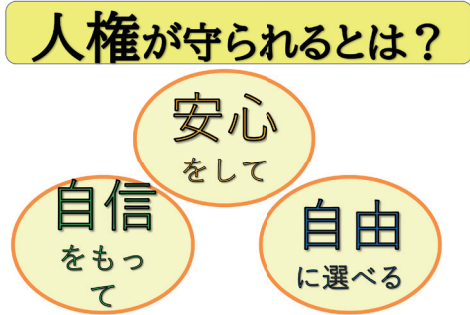 人権が守られるとは？
安心
をして
自信
をもっ
て
自由
に選べる